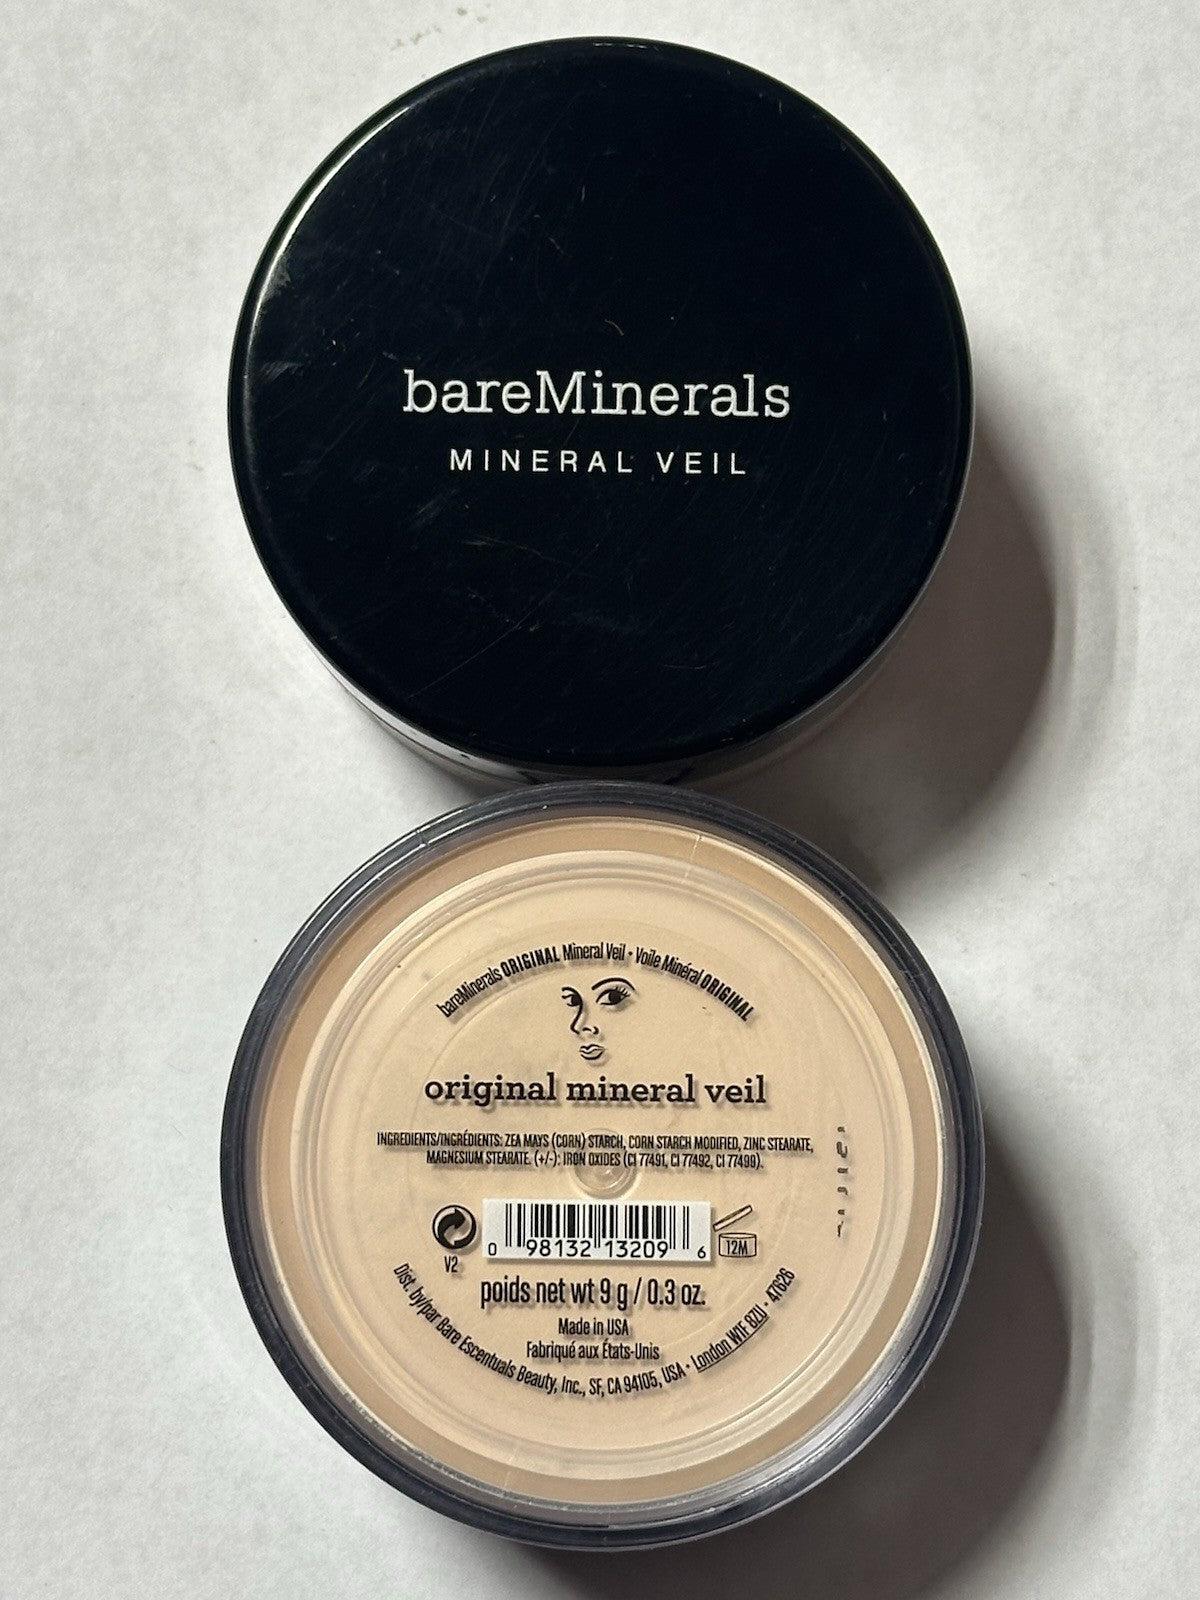 bareMinerals
MINERAL VEIL
bareMinerals ORIGINAL Mineral Veil • Voile Minéral ORIGINAL
original mineral veil
INGREDIENTS/INGRÉDIENTS: ZEA MAYS (CORN) STARCH, CORN STARCH MODIFIED, ZINC STEARATE,
MAGNESIUM STEARATE. (+/-): IRON OXIDES (CI 77491, CI 77492, CI 77499).
V2
0 98132 13209 6
12M
poids net wt 9 g / 0.3 oz.
Made in USA
Fabriqué aux États-Unis
Dist. by/par Bare Escentuals Beauty, Inc., SF, CA 94105, USA • London W1F 8ZU • 47626